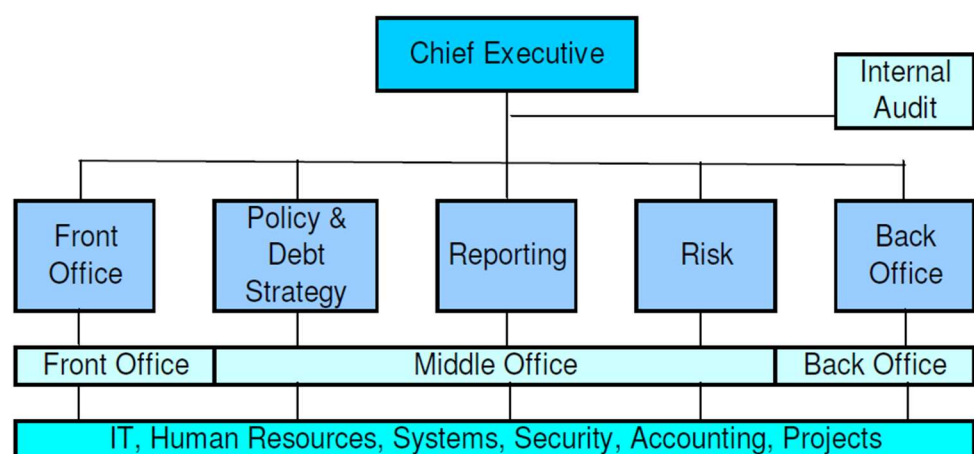 Chief Executive
Internal
Audit
Front
Office
Policy &
Debt
Strategy
Reporting
Risk
Back
Office
Front Office
Middle Office
Back Office
IT, Human Resources, Systems, Security, Accounting, Projects